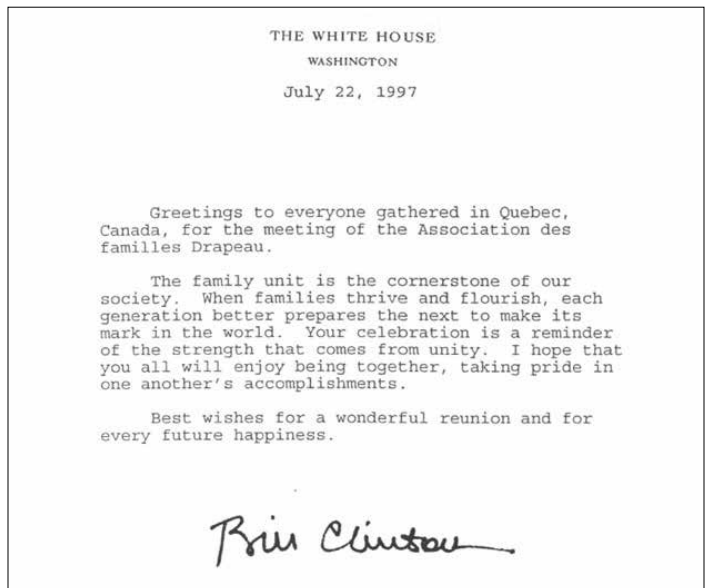 THE WHITE HOUSE
WASHINGTON
July 22, 1997
Greetings to everyone gathered in Quebec,
Canada, for the meeting of the Association des
familles Drapeau.
The family unit is the cornerstone of our
society. When families thrive and flourish, each
generation better prepares the next to make its
mark in the world. Your celebration is a reminder
of the strength that comes from unity. I hope that
you all will enjoy being together, taking pride in
one another's accomplishments.
Best wishes for a wonderful reunion and for
every future happiness.
Bill Clinton